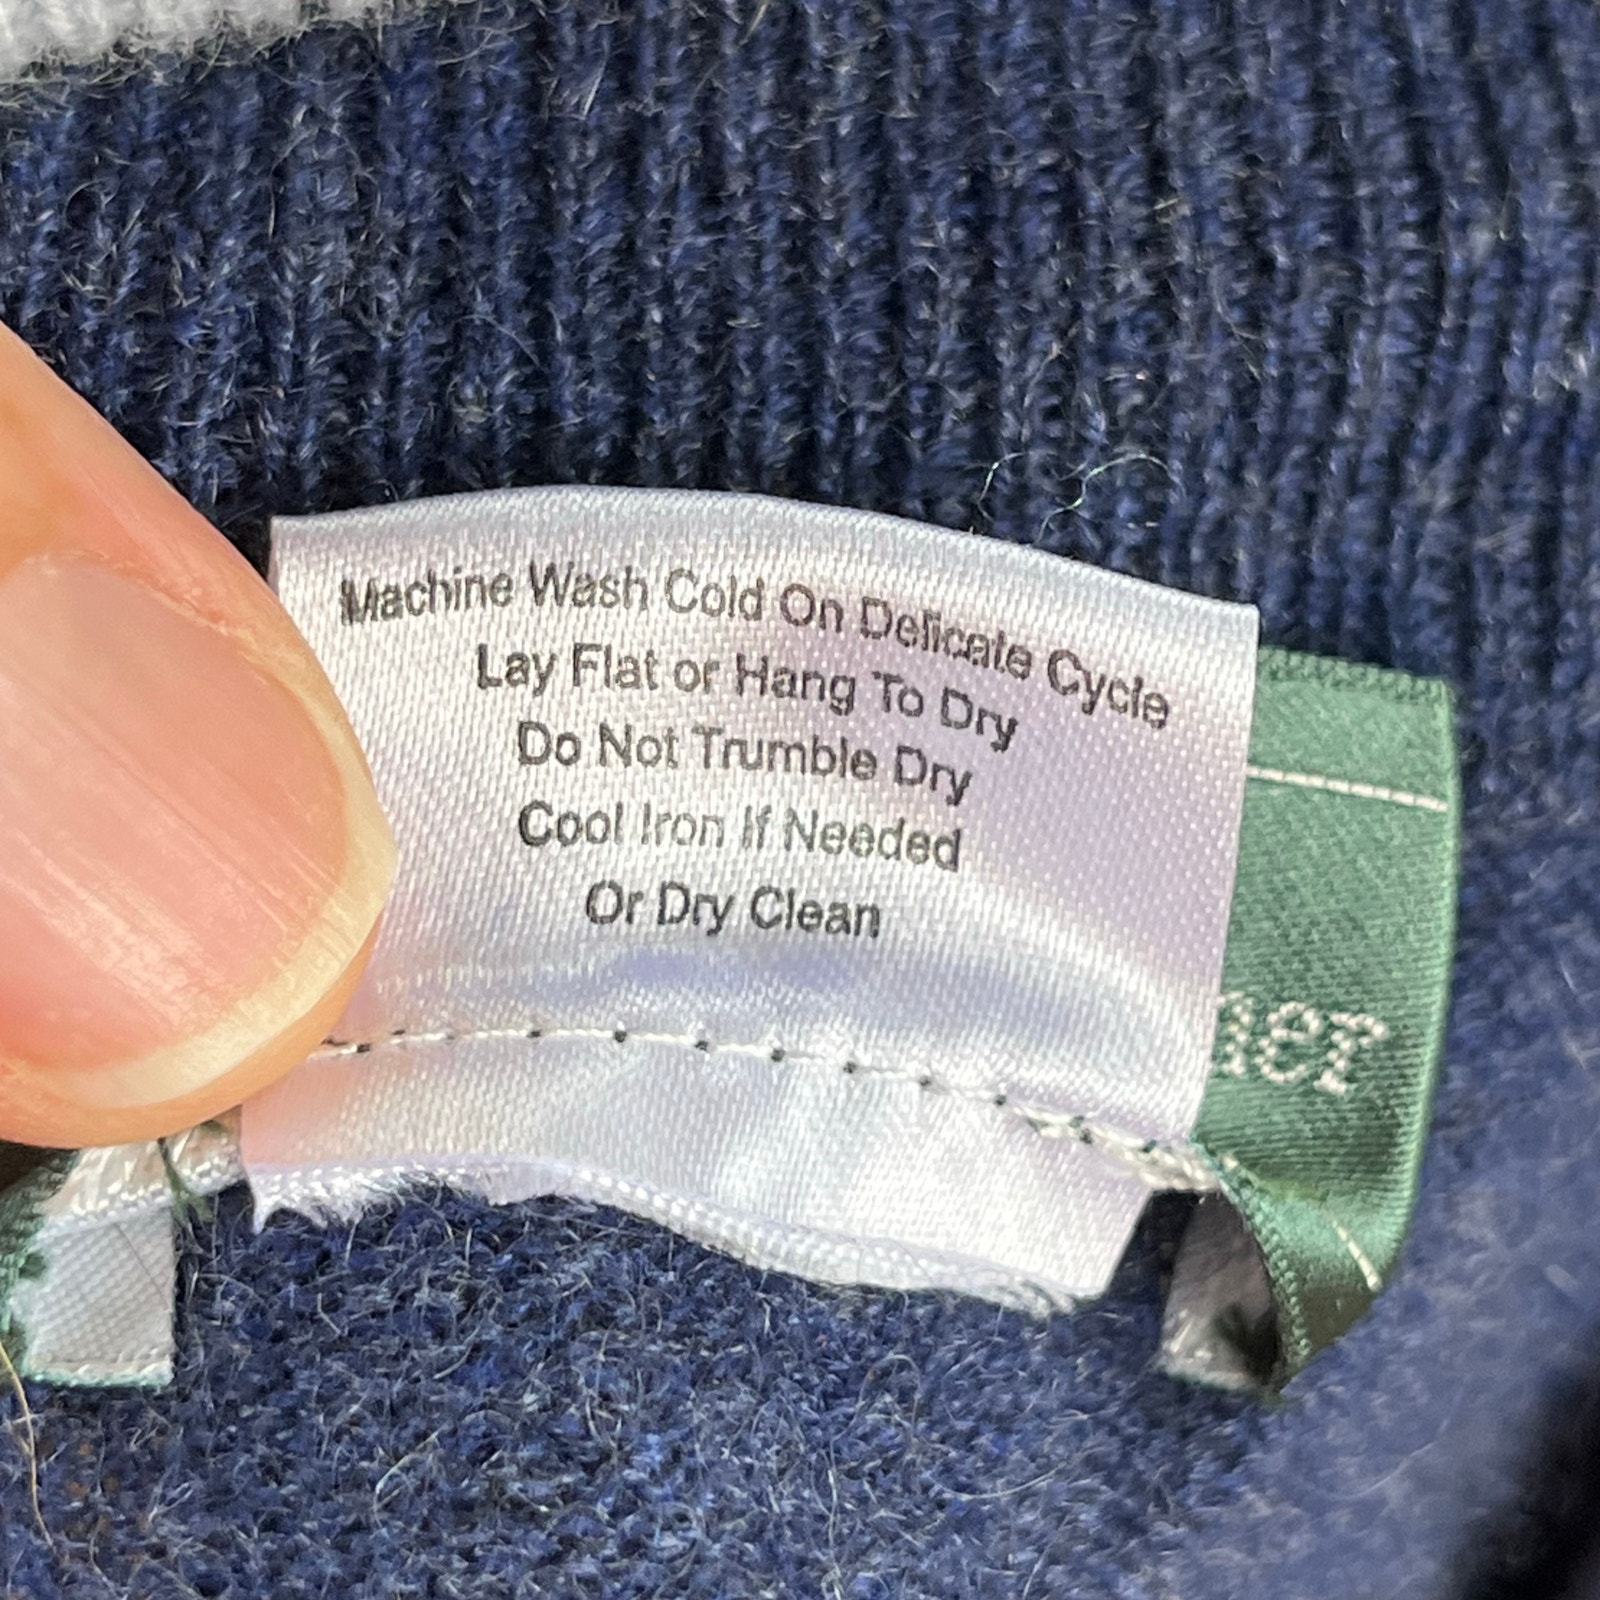 Machine Wash Cold On Delicate Cycle
Lay Flat or Hang To Dry
Do Not Trumble Dry
Cool Iron If Needed
Or Dry Clean